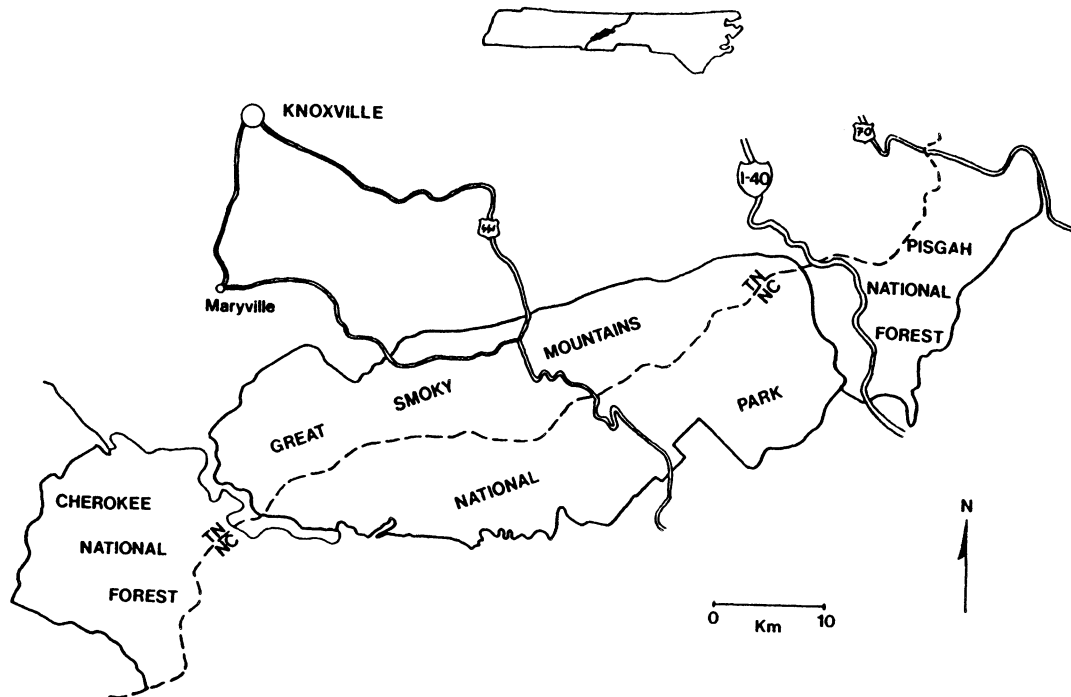 KNOXVILLE
70
I-40
441
PISGAH
NATIONAL
FOREST
TN
NC
Maryville
MOUNTAINS
SMOKY
GREAT
PARK
NATIONAL
CHEROKEE
NATIONAL
FOREST
TN
NC
N
0 10
Km